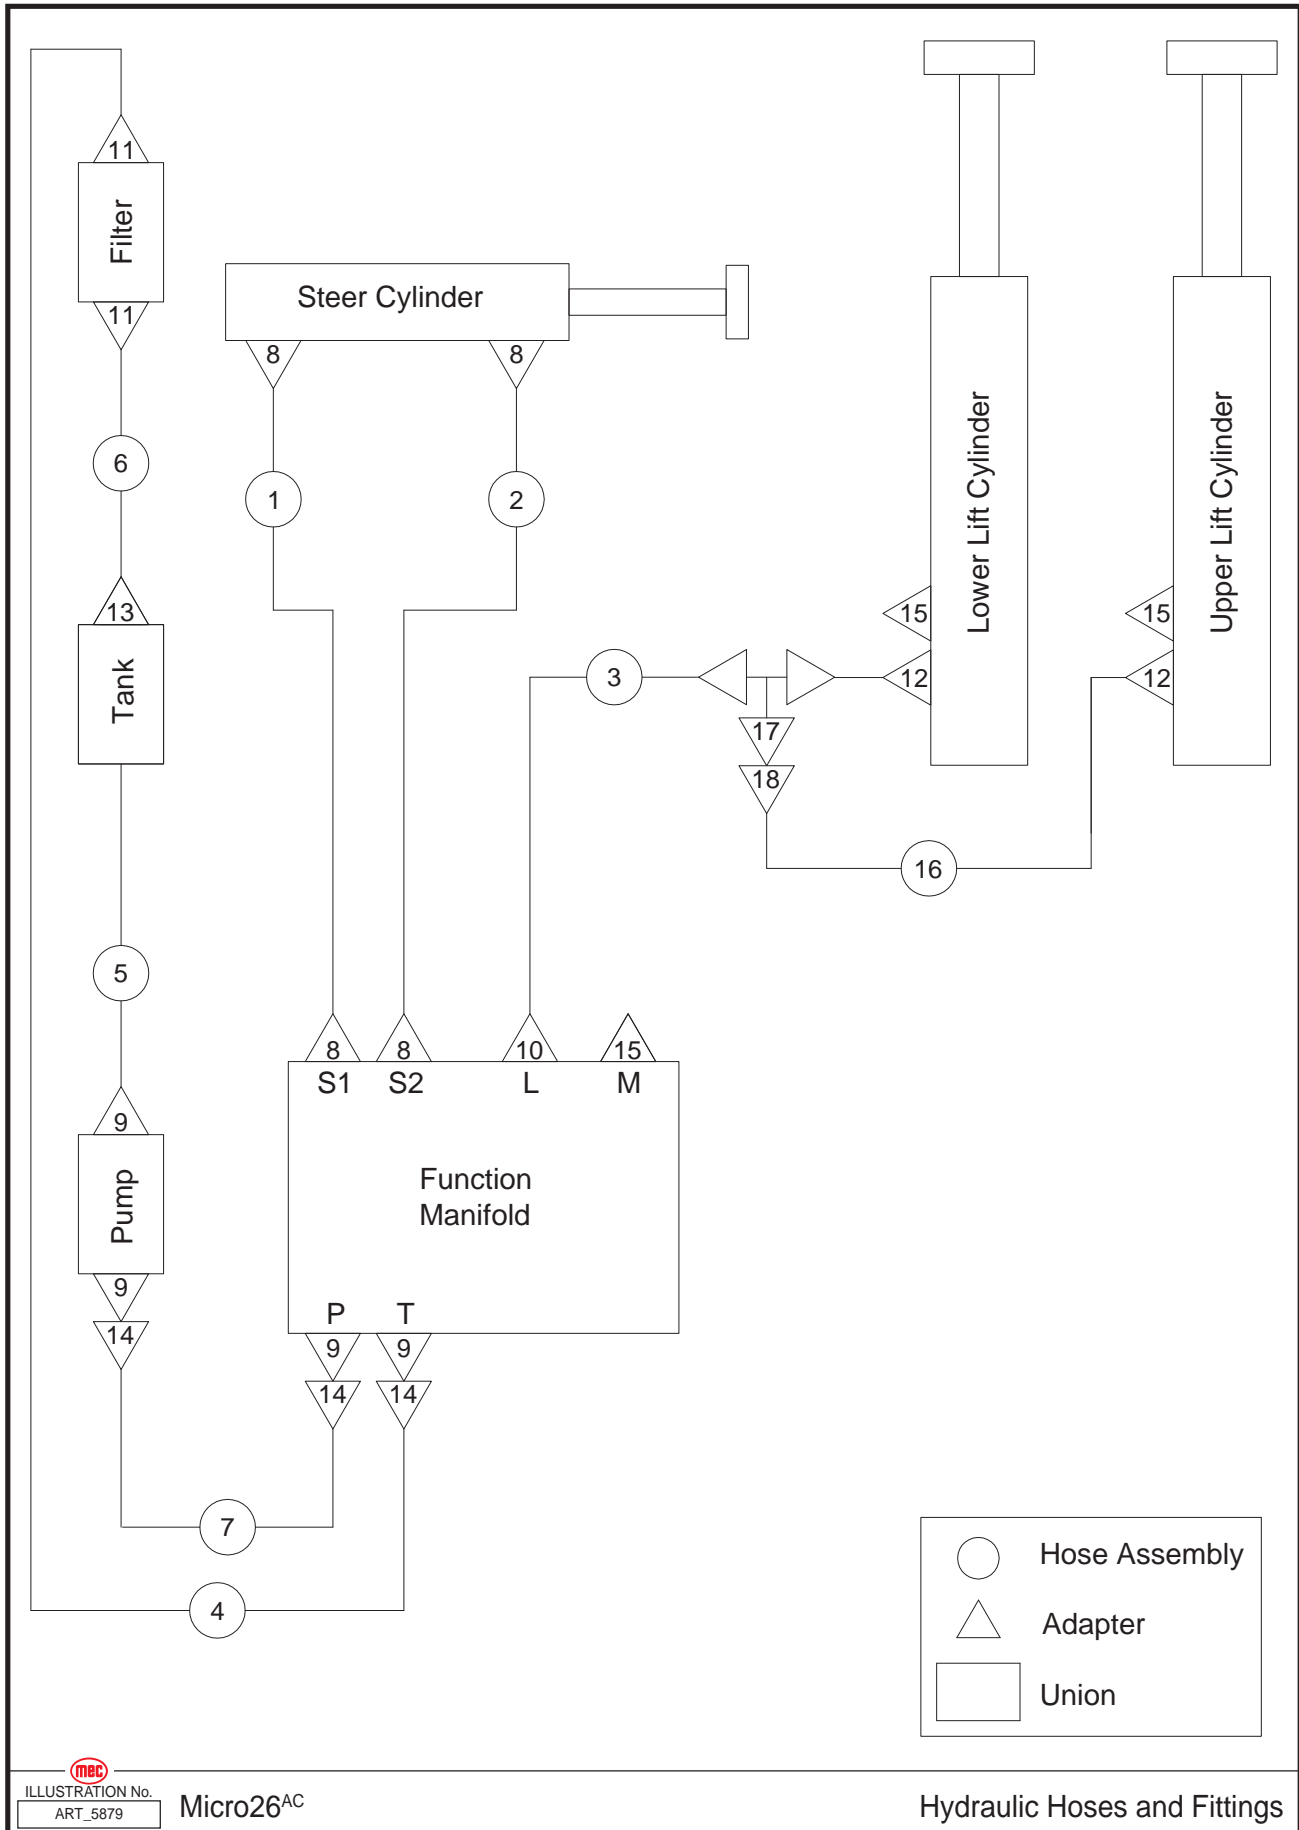 11
Filter
11
6
13
Tank
5
9
Pump
9
14
Steer Cylinder
8
8
1
2
Lower Lift Cylinder
15
12
Upper Lift Cylinder
15
12
3
17
18
16
8
8
10
15
S1
S2
L
M
Function
Manifold
P
T
9
9
14
14
7
4
Hose Assembly
Adapter
Union
mec
ILLUSTRATION No.
ART_5879
Micro26AC
Hydraulic Hoses and Fittings